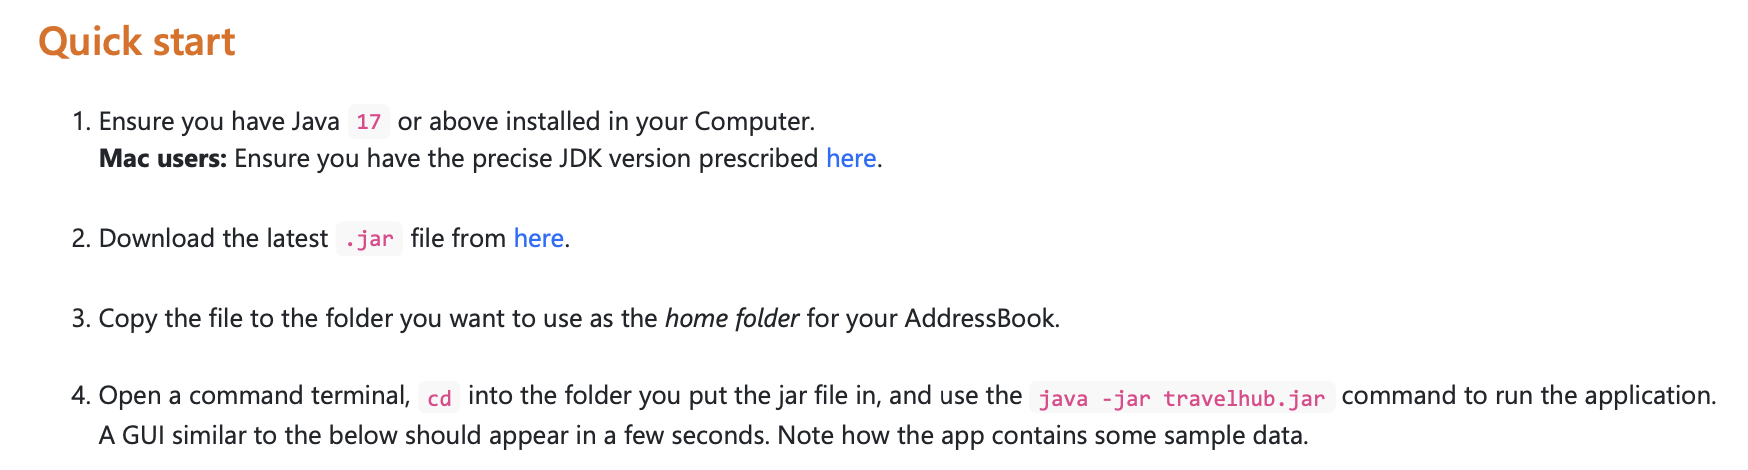 Quick start
1. Ensure you have Java 17 or above installed in your Computer.
Mac users: Ensure you have the precise JDK version prescribed here.
2. Download the latest .jar file from here.
3. Copy the file to the folder you want to use as the home folder for your AddressBook.
4. Open a command terminal, cd into the folder you put the jar file in, and use the java -jar travelhub.jar command to run the application.
A GUI similar to the below should appear in a few seconds. Note how the app contains some sample data.